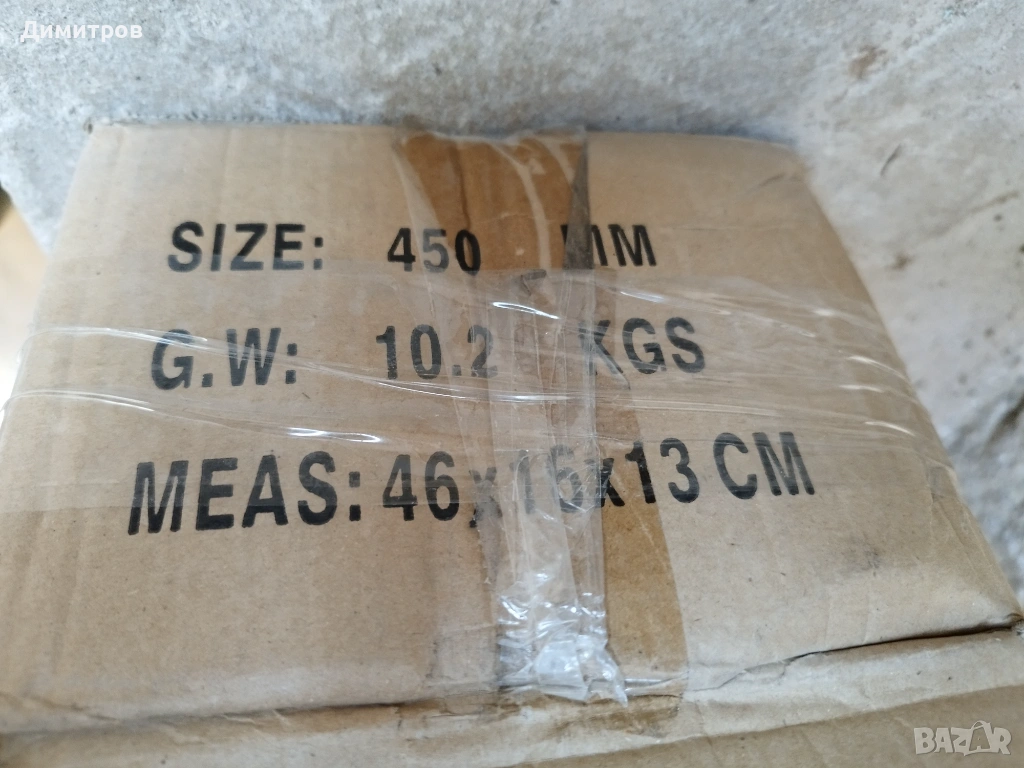 Димитров
SIZE: 450 MM
G.W: 10.2 KGS
MEAS: 46x16x13 CM
BAZAR